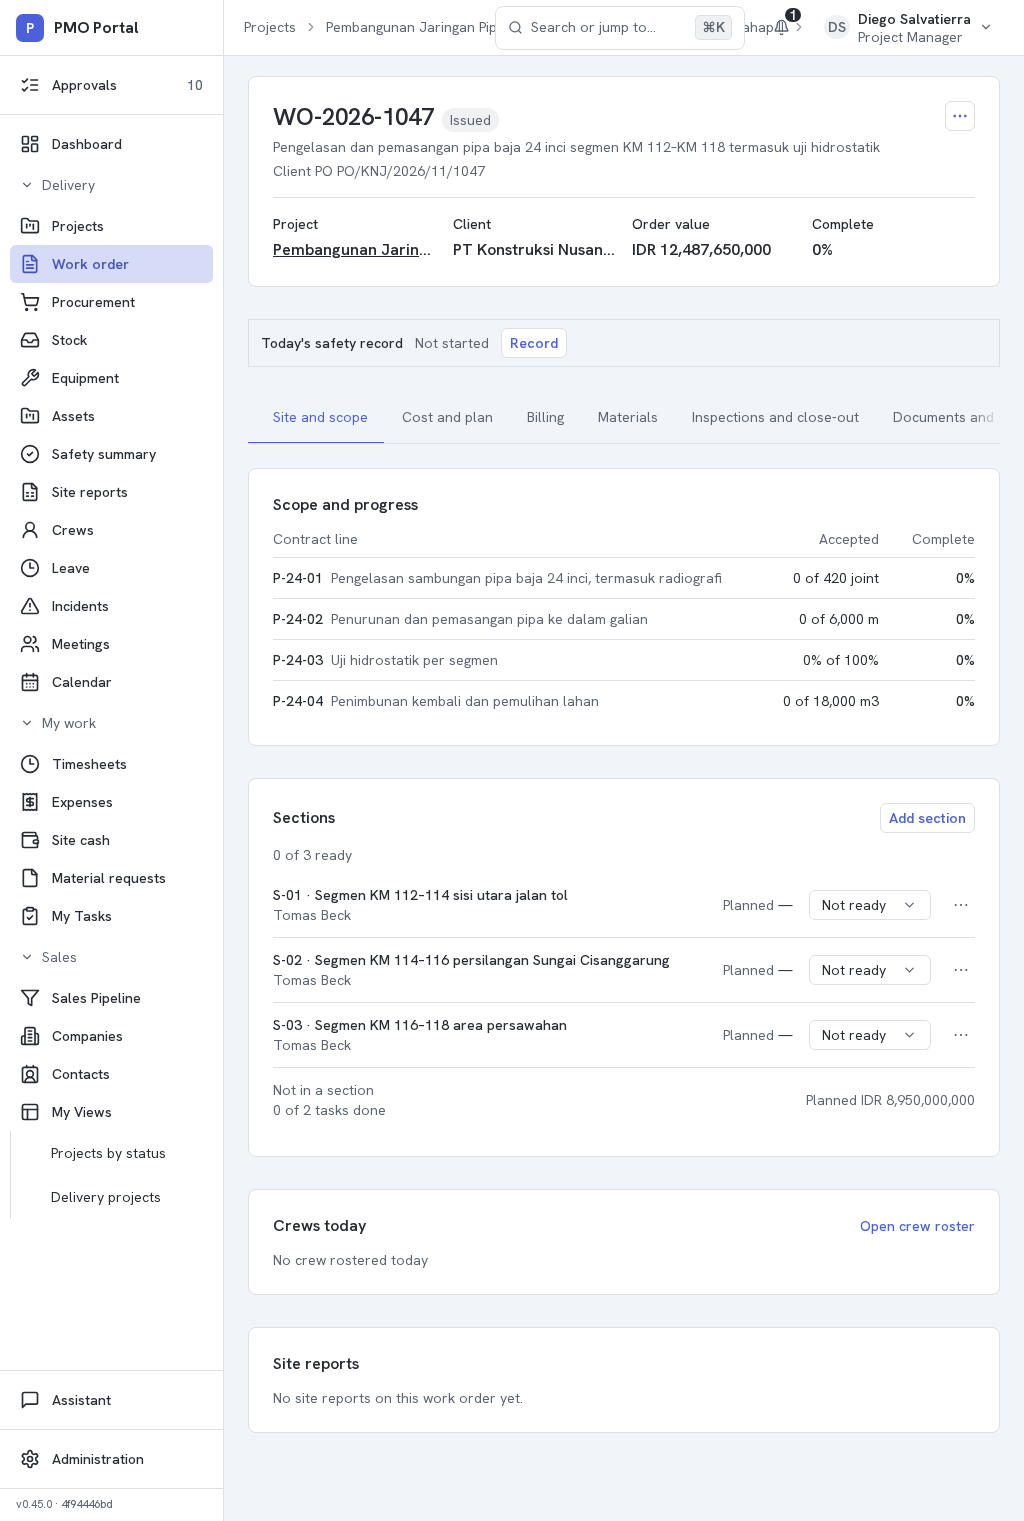 P PMO Portal
Projects
Pembangunan Jaringan Pip
Search or jump to...
⌘K
ahap
1
DS
Diego Salvatierra
Project Manager
Approvals 10
Dashboard
Delivery
Projects
Work order
Procurement
Stock
Equipment
Assets
Safety summary
Site reports
Crews
Leave
Incidents
Meetings
Calendar
My work
Timesheets
Expenses
Site cash
Material requests
My Tasks
Sales
Sales Pipeline
Companies
Contacts
My Views
Projects by status
Delivery projects
Assistant
Administration
v0.45.0 · 4f94446bd
WO-2026-1047 Issued
Pengelasan dan pemasangan pipa baja 24 inci segmen KM 112–KM 118 termasuk uji hidrostatik
Client PO PO/KNJ/2026/11/1047
Project Client Order value Complete
Pembangunan Jarin... PT Konstruksi Nusan... IDR 12,487,650,000 0%
Today's safety record Not started Record
Site and scope Cost and plan Billing Materials Inspections and close-out Documents and
Scope and progress
Contract line Accepted Complete
P-24-01 Pengelasan sambungan pipa baja 24 inci, termasuk radiografi 0 of 420 joint 0%
P-24-02 Penurunan dan pemasangan pipa ke dalam galian 0 of 6,000 m 0%
P-24-03 Uji hidrostatik per segmen 0% of 100% 0%
P-24-04 Penimbunan kembali dan pemulihan lahan 0 of 18,000 m3 0%
Sections Add section
0 of 3 ready
S-01 · Segmen KM 112–114 sisi utara jalan tol
Tomas Beck
Planned — Not ready
S-02 · Segmen KM 114–116 persilangan Sungai Cisanggarung
Tomas Beck
Planned — Not ready
S-03 · Segmen KM 116–118 area persawahan
Tomas Beck
Planned — Not ready
Not in a section
0 of 2 tasks done
Planned IDR 8,950,000,000
Crews today Open crew roster
No crew rostered today
Site reports
No site reports on this work order yet.